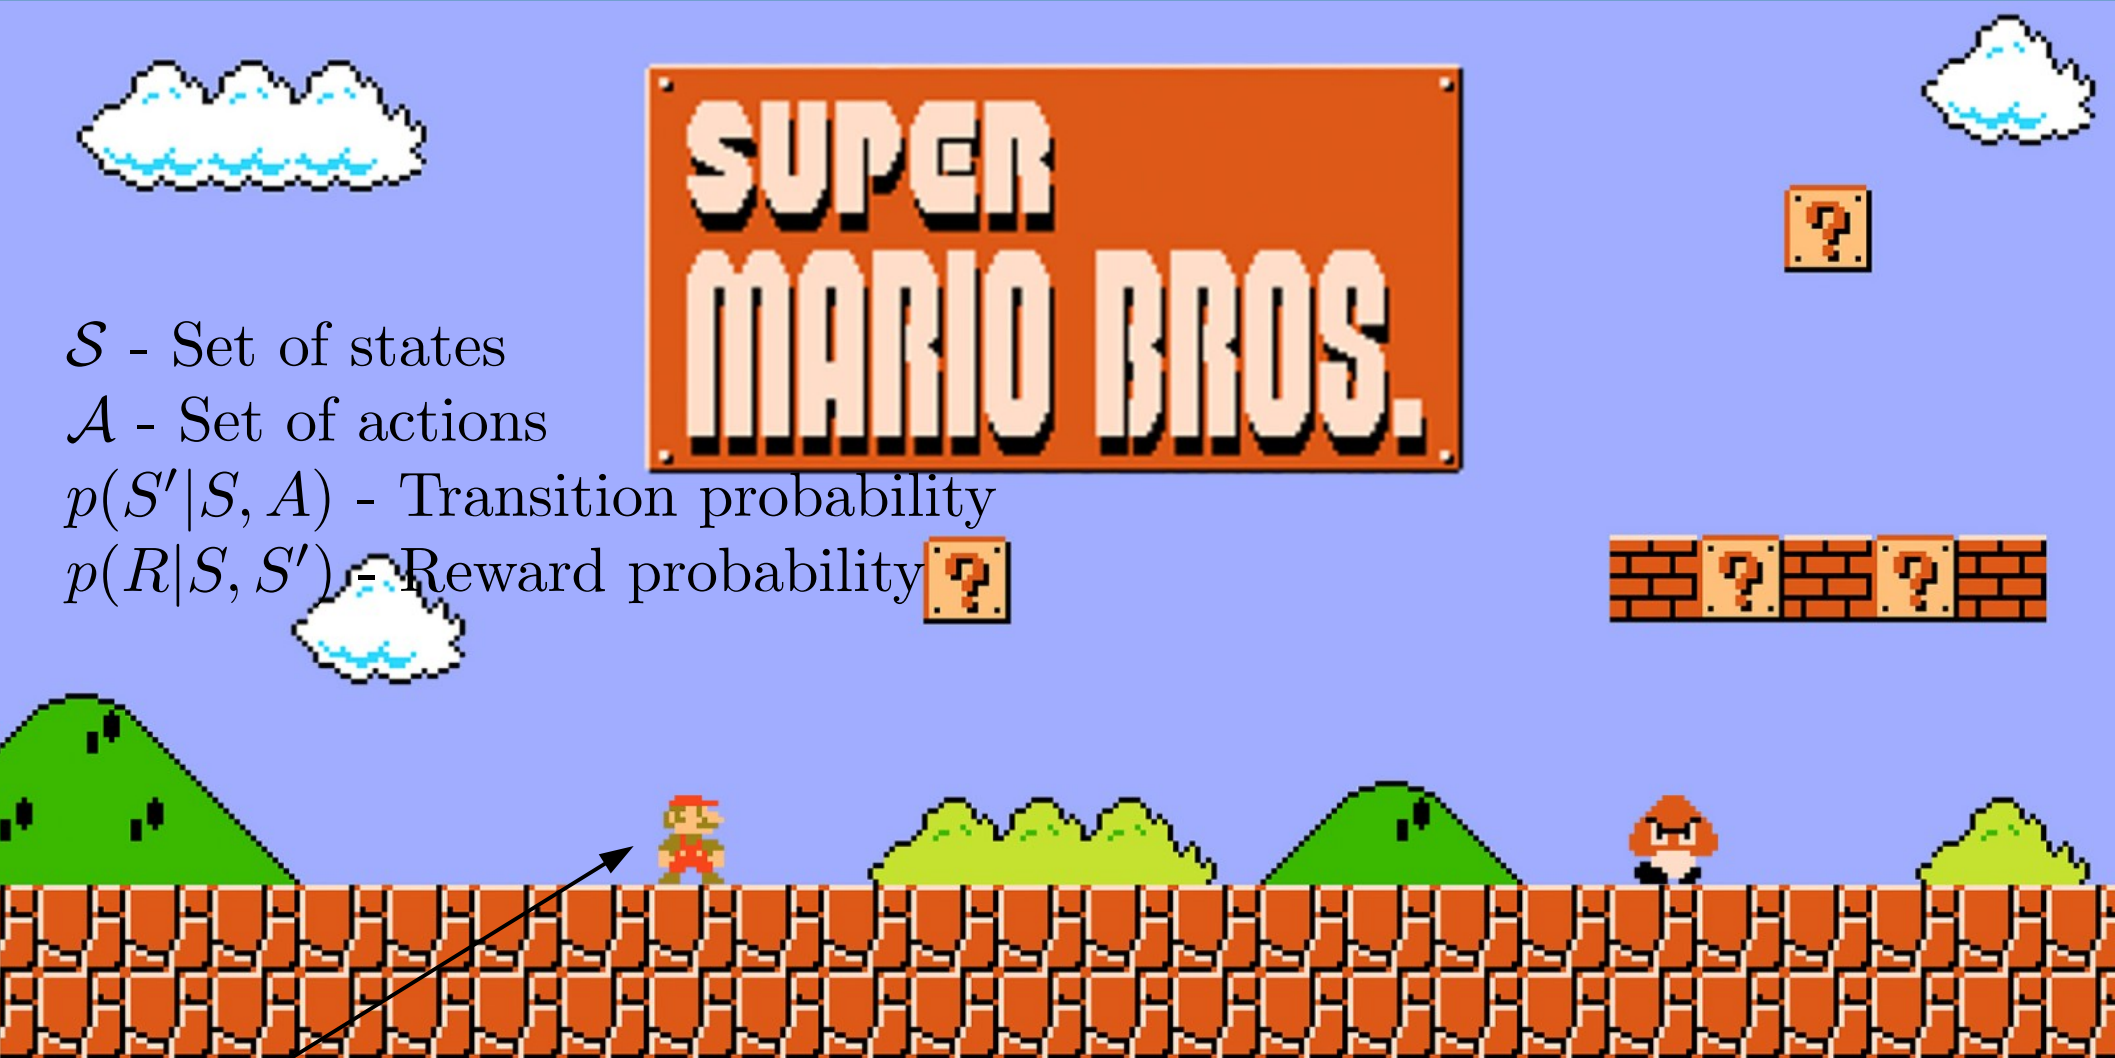 SUPER
MARIO BROS.
?
𝒮 - Set of states
𝒜 - Set of actions
p(S′|S, A) - Transition probability
p(R|S, S′) - Reward probability
?
? ?